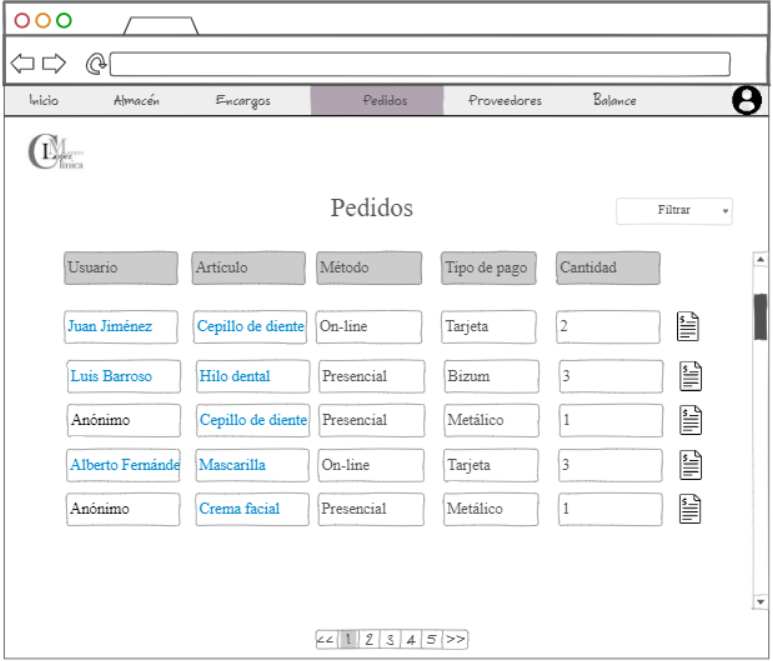 Inicio Almacén Encargos Pedidos Proveedores Balance
Pedidos
Filtrar
Usuario Artículo Método Tipo de pago Cantidad
Juan Jiménez Cepillo de diente On-line Tarjeta 2
Luis Barroso Hilo dental Presencial Bizum 3
Anónimo Cepillo de diente Presencial Metálico 1
Alberto Fernánde Mascarilla On-line Tarjeta 3
Anónimo Crema facial Presencial Metálico 1
<< 1 2 3 4 5 >>